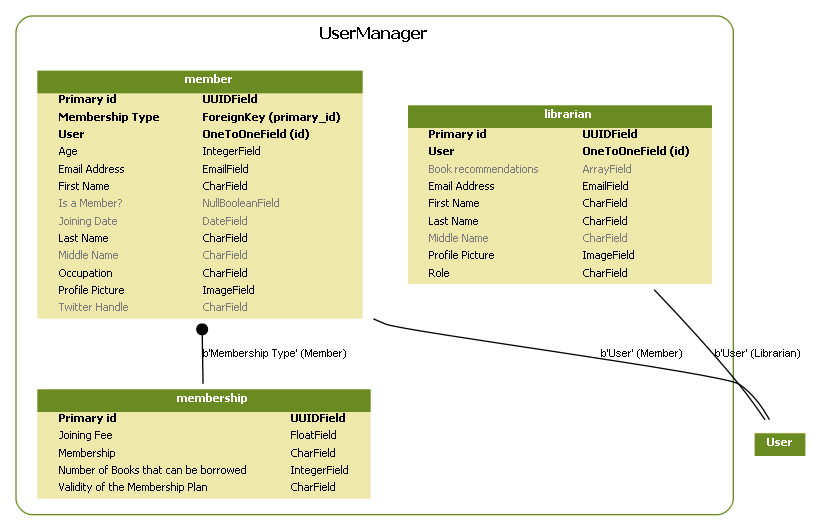 UserManager
member
Primary id UUIDField
Membership Type ForeignKey (primary_id)
User OneToOneField (id)
Age IntegerField
Email Address EmailField
First Name CharField
Is a Member? NullBooleanField
Joining Date DateField
Last Name CharField
Middle Name CharField
Occupation CharField
Profile Picture ImageField
Twitter Handle CharField
librarian
Primary id UUIDField
User OneToOneField (id)
Book recommendations ArrayField
Email Address EmailField
First Name CharField
Last Name CharField
Middle Name CharField
Profile Picture ImageField
Role CharField
b'Membership Type' (Member)
b'User' (Member)
b'User' (Librarian)
membership
Primary id UUIDField
Joining Fee FloatField
Membership CharField
Number of Books that can be borrowed IntegerField
Validity of the Membership Plan CharField
User